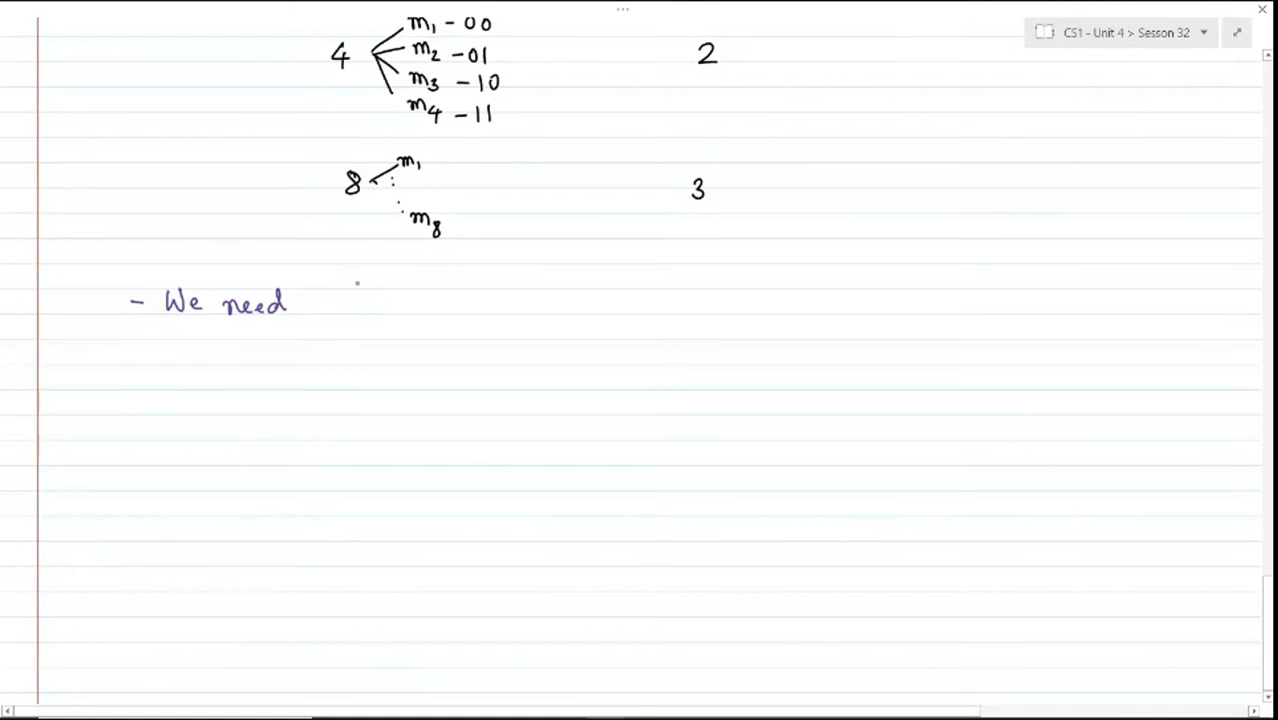 CS1 - Unit 4 > Sesson 32
m1 - 00
4 m2 - 01 2
m3 - 10
m4 - 11
m1
8 3
m8
- We need